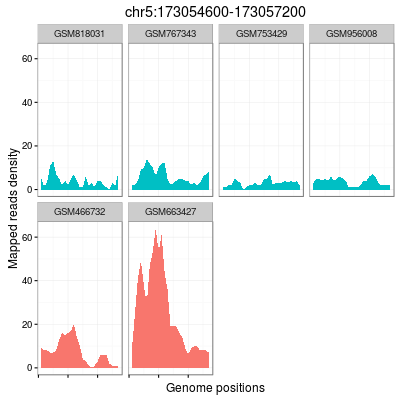 chr5:173054600-173057200
GSM818031 GSM767343 GSM753429 GSM956008
60
40
20
0
GSM466732 GSM663427
60
40
20
0
Mapped reads density
Genome positions